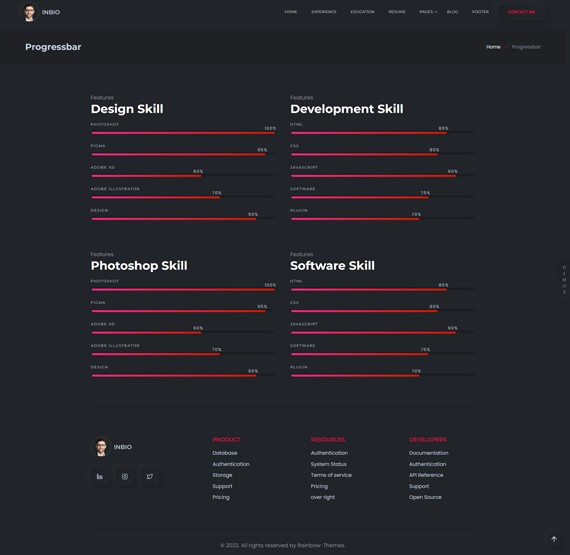 INBIO
HOME EXPERIENCE EDUCATION RESUME PAGES BLOG FOOTER CONTACT ME
Progressbar
Home Progressbar
Features
Design Skill
PHOTOSHOT
100%
FIGMA
95%
ADOBE XD
60%
ADOBE ILLUSTRATOR
70%
DESIGN
90%
Features
Development Skill
HTML
85%
CSS
80%
JAVASCRIPT
90%
SOFTWARE
75%
PLUGIN
70%
Features
Photoshop Skill
PHOTOSHOT
100%
FIGMA
95%
ADOBE XD
60%
ADOBE ILLUSTRATOR
70%
DESIGN
90%
Features
Software Skill
HTML
85%
CSS
80%
JAVASCRIPT
90%
SOFTWARE
75%
PLUGIN
70%
INBIO
PRODUCT
Database
Authentication
Storage
Support
Pricing
RESOURCES
Authentication
System Status
Terms of service
Pricing
over right
DEVELOPERS
Documentation
Authentication
API Reference
Support
Open Source
© 2022. All rights reserved by Rainbow-Themes.